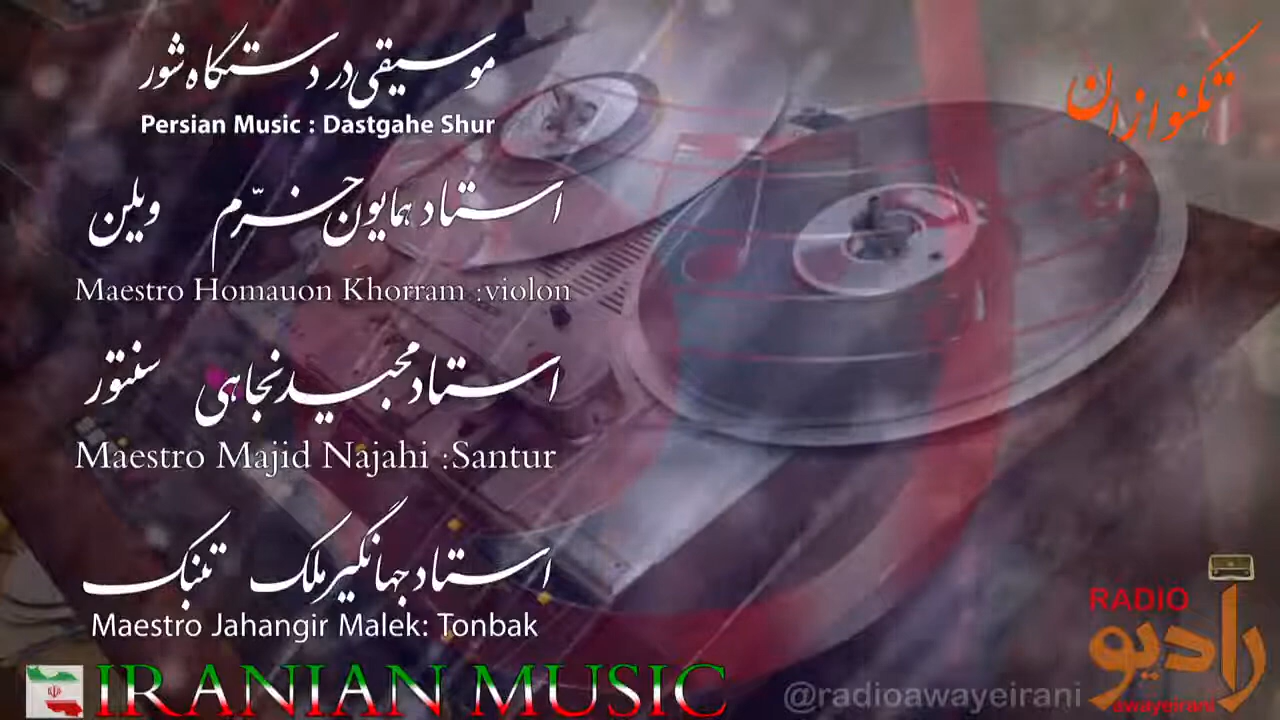 موسیقی در دستگاه شور
Persian Music : Dastgahe Shur
تکنوازان
استاد همایون خرّم ویلن
Maestro Homauon Khorram :violon
استاد مجید نجاهی سنتور
Maestro Majid Najahi :Santur
استاد جهانگیر ملک تنبک
Maestro Jahangir Malek: Tonbak
IRANIAN MUSIC
@radioawayeirani
RADIO
رادیو
awayeirani